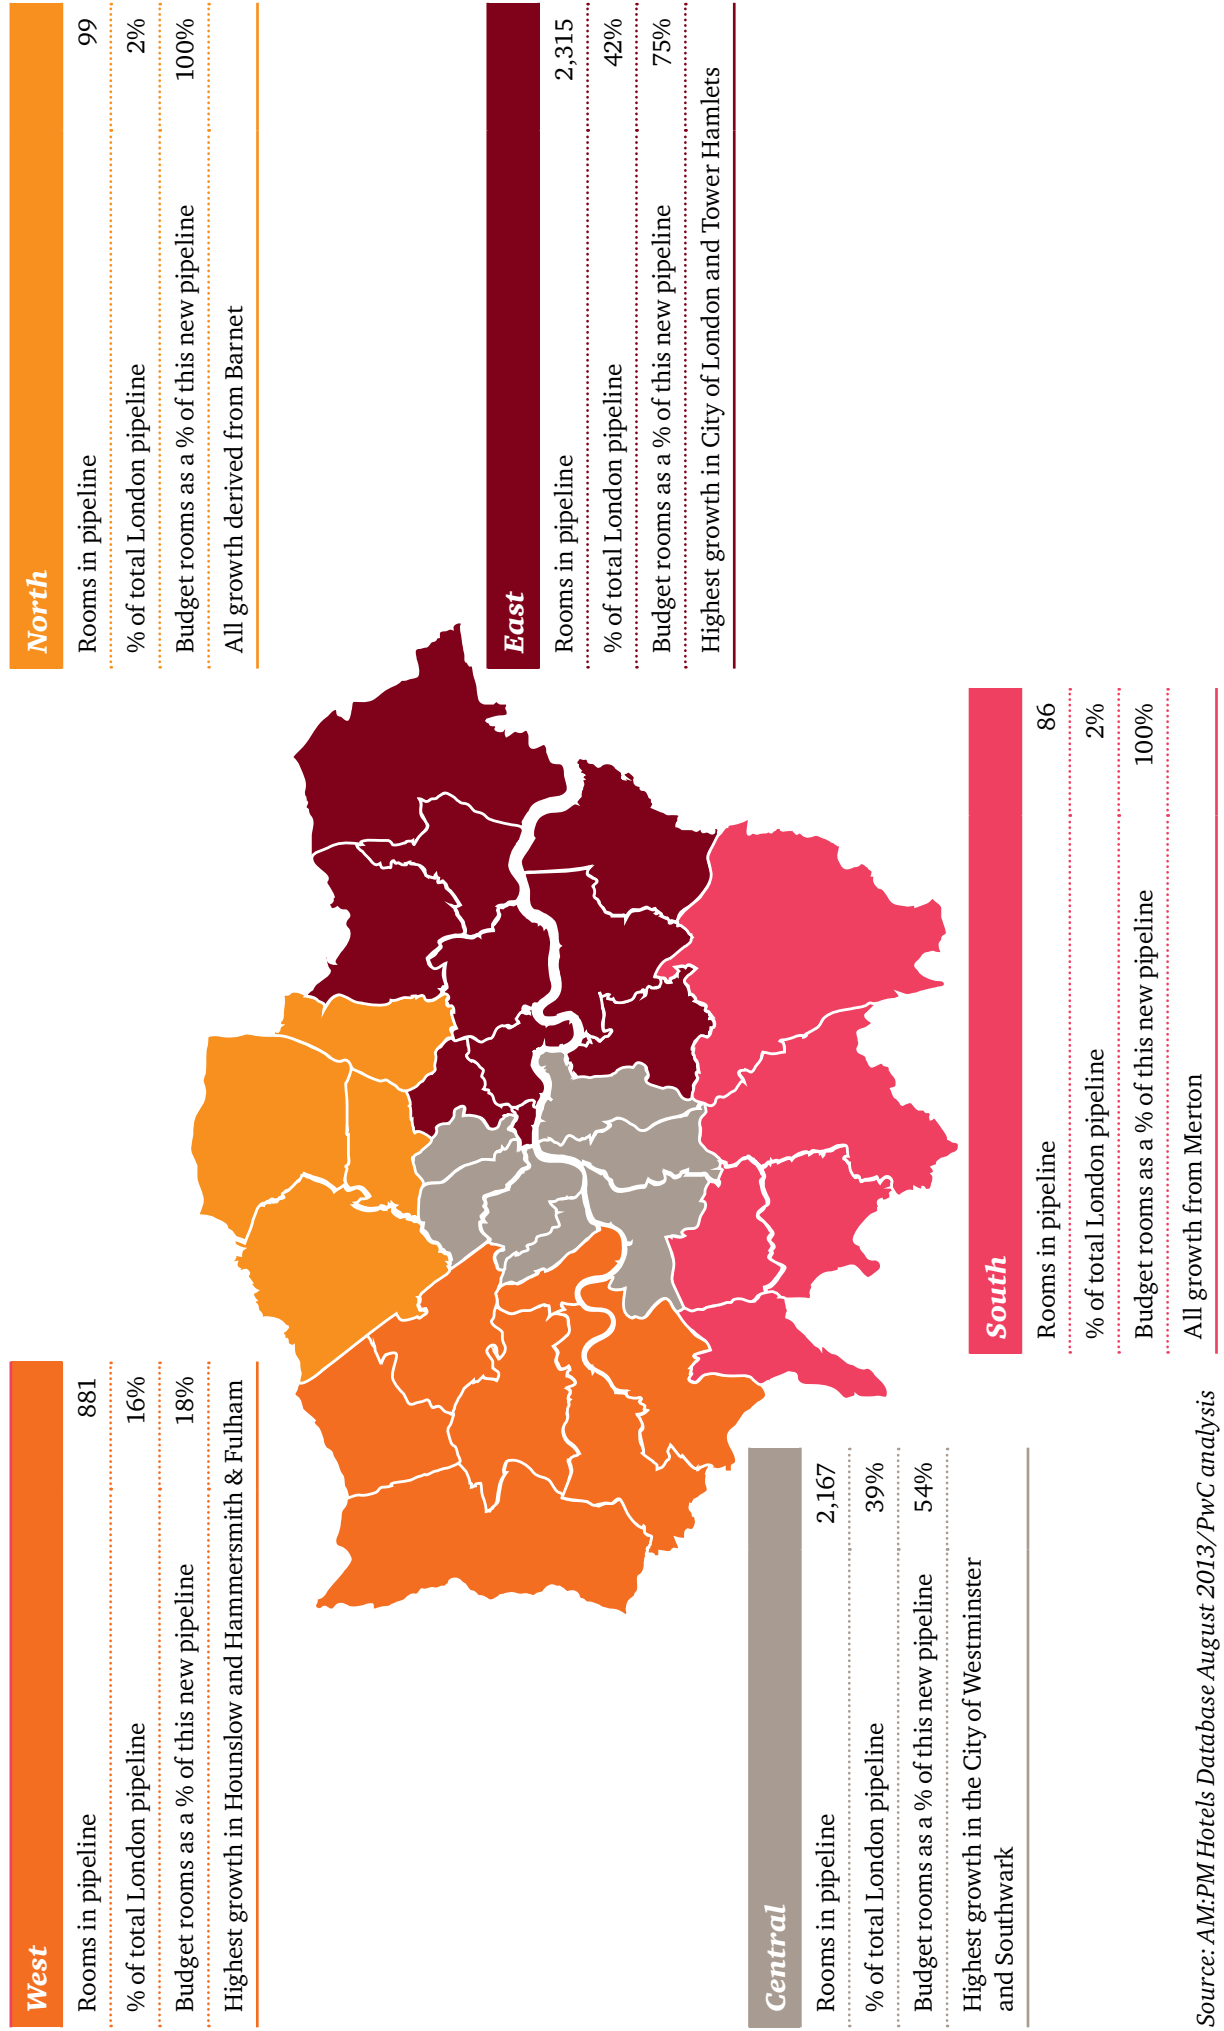 West
Rooms in pipeline 881
% of total London pipeline 16%
Budget rooms as a % of this new pipeline 18%
Highest growth in Hounslow and Hammersmith & Fulham
North
Rooms in pipeline 99
% of total London pipeline 2%
Budget rooms as a % of this new pipeline 100%
All growth derived from Barnet
East
Rooms in pipeline 2,315
% of total London pipeline 42%
Budget rooms as a % of this new pipeline 75%
Highest growth in City of London and Tower Hamlets
Central
Rooms in pipeline 2,167
% of total London pipeline 39%
Budget rooms as a % of this new pipeline 54%
Highest growth in the City of Westminster
and Southwark
South
Rooms in pipeline 86
% of total London pipeline 2%
Budget rooms as a % of this new pipeline 100%
All growth from Merton
Source: AM:PM Hotels Database August 2013/PwC analysis